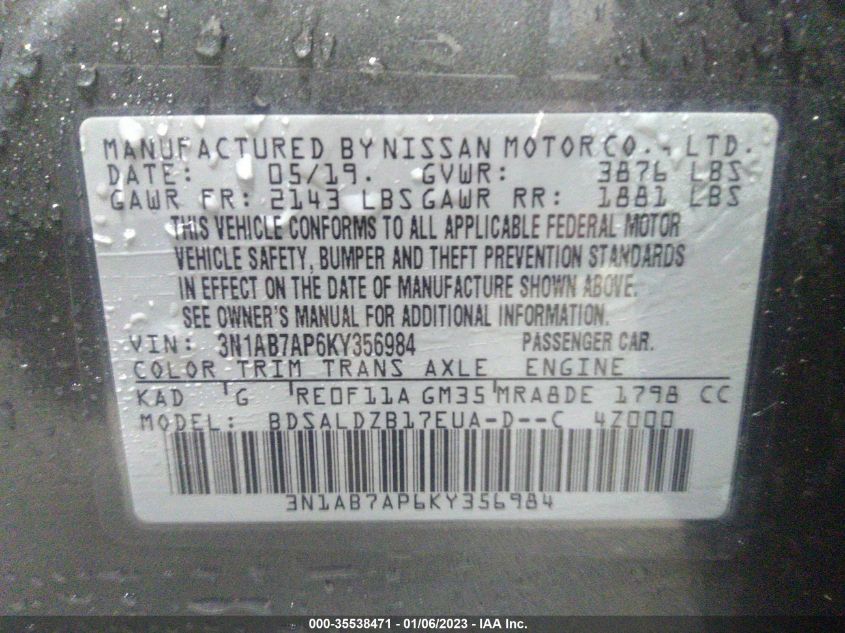 MANUFACTURED BY NISSAN MOTOR CO., LTD.
DATE: 05/19. GVWR: 3876 LBS
GAWR FR: 2143 LBS GAWR RR: 1881 LBS
THIS VEHICLE CONFORMS TO ALL APPLICABLE FEDERAL MOTOR
VEHICLE SAFETY, BUMPER AND THEFT PREVENTION STANDARDS
IN EFFECT ON THE DATE OF MANUFACTURE SHOWN ABOVE.
SEE OWNER'S MANUAL FOR ADDITIONAL INFORMATION.
VIN: 3N1AB7AP6KY356984 PASSENGER CAR.
COLOR TRIM TRANS AXLE ENGINE
KAD G RE0F11A GM35 MRA8DE 1798 CC
MODEL: BDSALDZB17EUA-D--C 4Z000
3N1AB7AP6KY356984
000-35538471 - 01/06/2023 - IAA Inc.